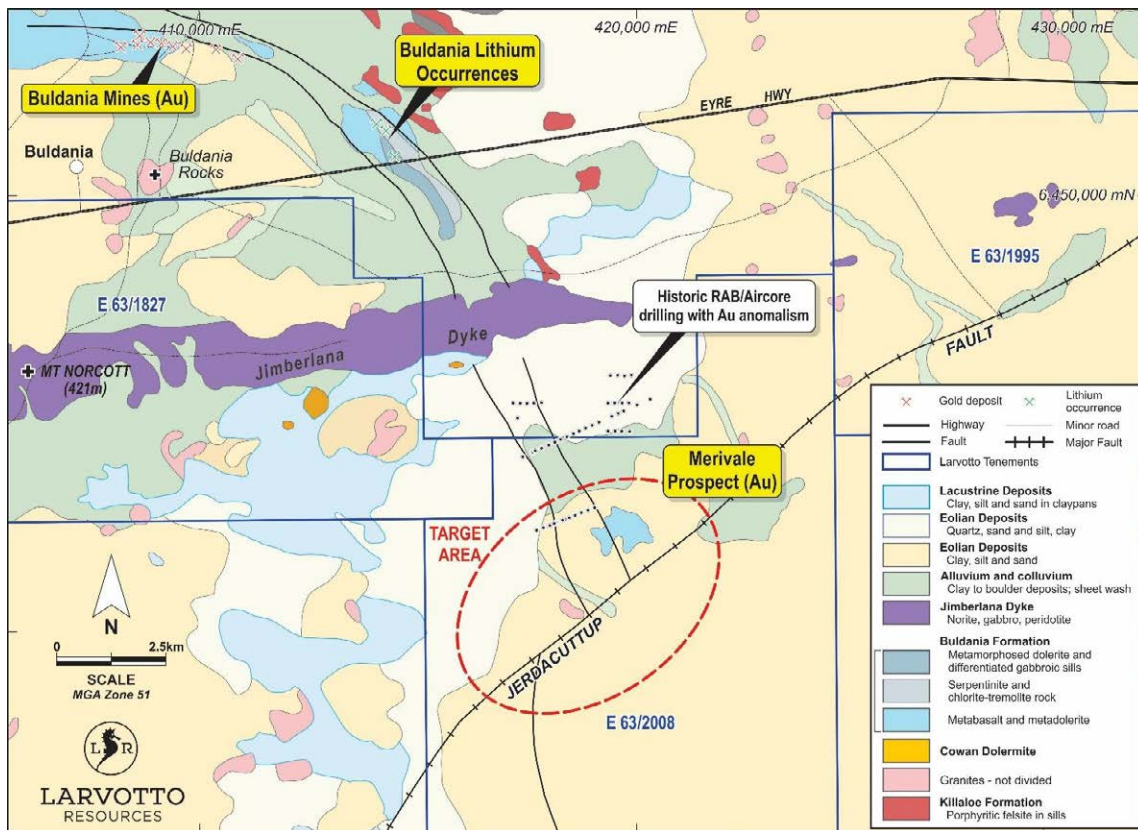 410,000 mE
420,000 mE
430,000 mE
Buldania Lithium
Occurrences
Buldania Mines (Au)
EYRE HWY
Buldania
Buldania
Rocks
6,450,000 mN
E 63/1995
E 63/1827
Historic RAB/Aircore
drilling with Au anomalism
FAULT
Jimberlana Dyke
MT NORCOTT
(421m)
Merivale
Prospect (Au)
TARGET
AREA
JERDACUTTUP
E 63/2008
N
0 2.5km
SCALE
MGA Zone 51
L R
LARVOTTO
RESOURCES
Gold deposit
Lithium
occurrence
Highway
Minor road
Fault
Major Fault
Larvotto Tenements
Lacustrine Deposits
Clay, silt and sand in claypans
Eolian Deposits
Quartz, sand and silt, clay
Eolian Deposits
Clay, silt and sand
Alluvium and colluvium
Clay to boulder deposits; sheet wash
Jimberlana Dyke
Norite, gabbro, peridotite
Buldania Formation
Metamorphosed dolerite and
differentiated gabbroic sills
Serpentinite and
chlorite-tremolite rock
Metabasalt and metadolerite
Cowan Dolermite
Granites - not divided
Killaloe Formation
Porphyritic felsite in sills